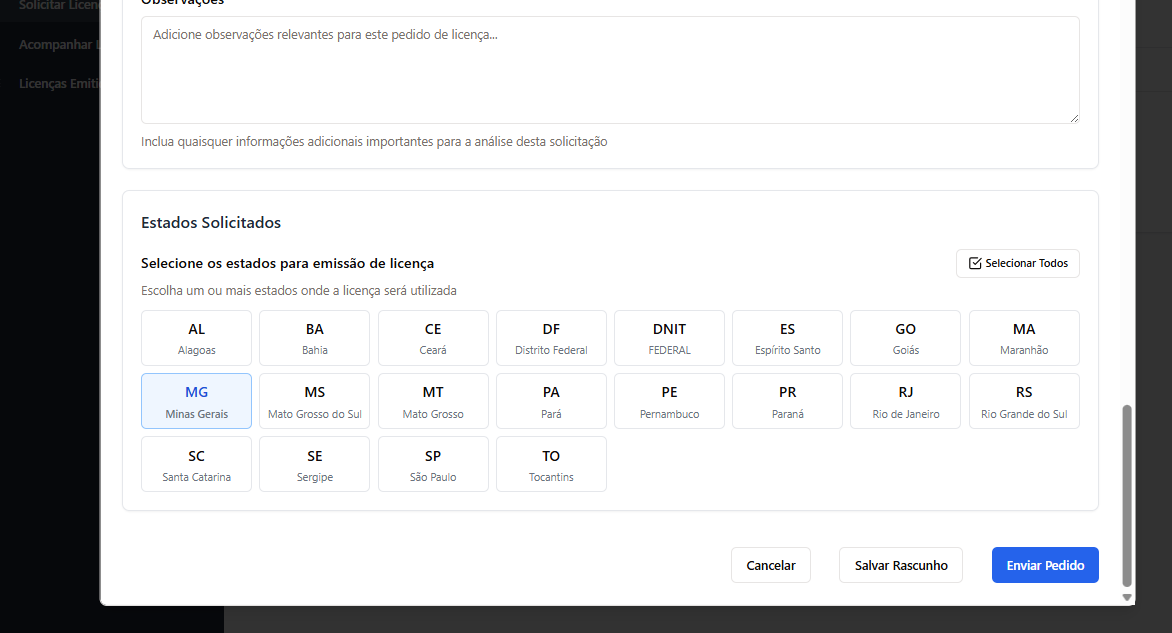 Solicitar Licen
Observações
Adicione observações relevantes para este pedido de licença...
Acompanhar L
Licenças Emiti
Inclua quaisquer informações adicionais importantes para a análise desta solicitação
Estados Solicitados
Selecione os estados para emissão de licença
Selecionar Todos
Escolha um ou mais estados onde a licença será utilizada
AL
Alagoas
BA
Bahia
CE
Ceará
DF
Distrito Federal
DNIT
FEDERAL
ES
Espírito Santo
GO
Goiás
MA
Maranhão
MG
Minas Gerais
MS
Mato Grosso do Sul
MT
Mato Grosso
PA
Pará
PE
Pernambuco
PR
Paraná
RJ
Rio de Janeiro
RS
Rio Grande do Sul
SC
Santa Catarina
SE
Sergipe
SP
São Paulo
TO
Tocantins
Cancelar
Salvar Rascunho
Enviar Pedido